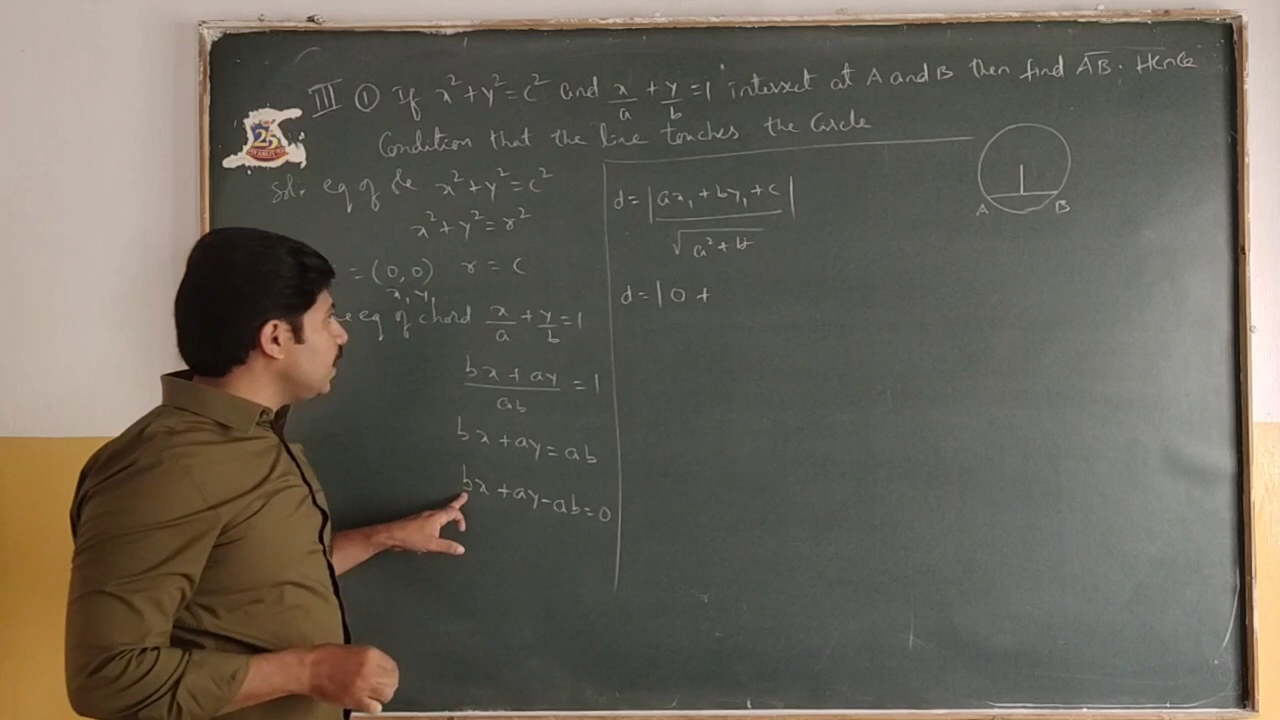 III ① If x² + y² = c² and x/a + y/b = 1 intersect at A and B then find AB. Hence
Condition that the line touches the Circle
25
Sol:- eq of cle x² + y² = c²
x² + y² = r²
= (0,0) r = c
x₁ y₁
eq of chord x/a + y/b = 1
bx + ay / ab = 1
bx + ay = ab
bx + ay - ab = 0
d = |ax₁ + by₁ + c| / √a² + b
d = | 0 +
A B